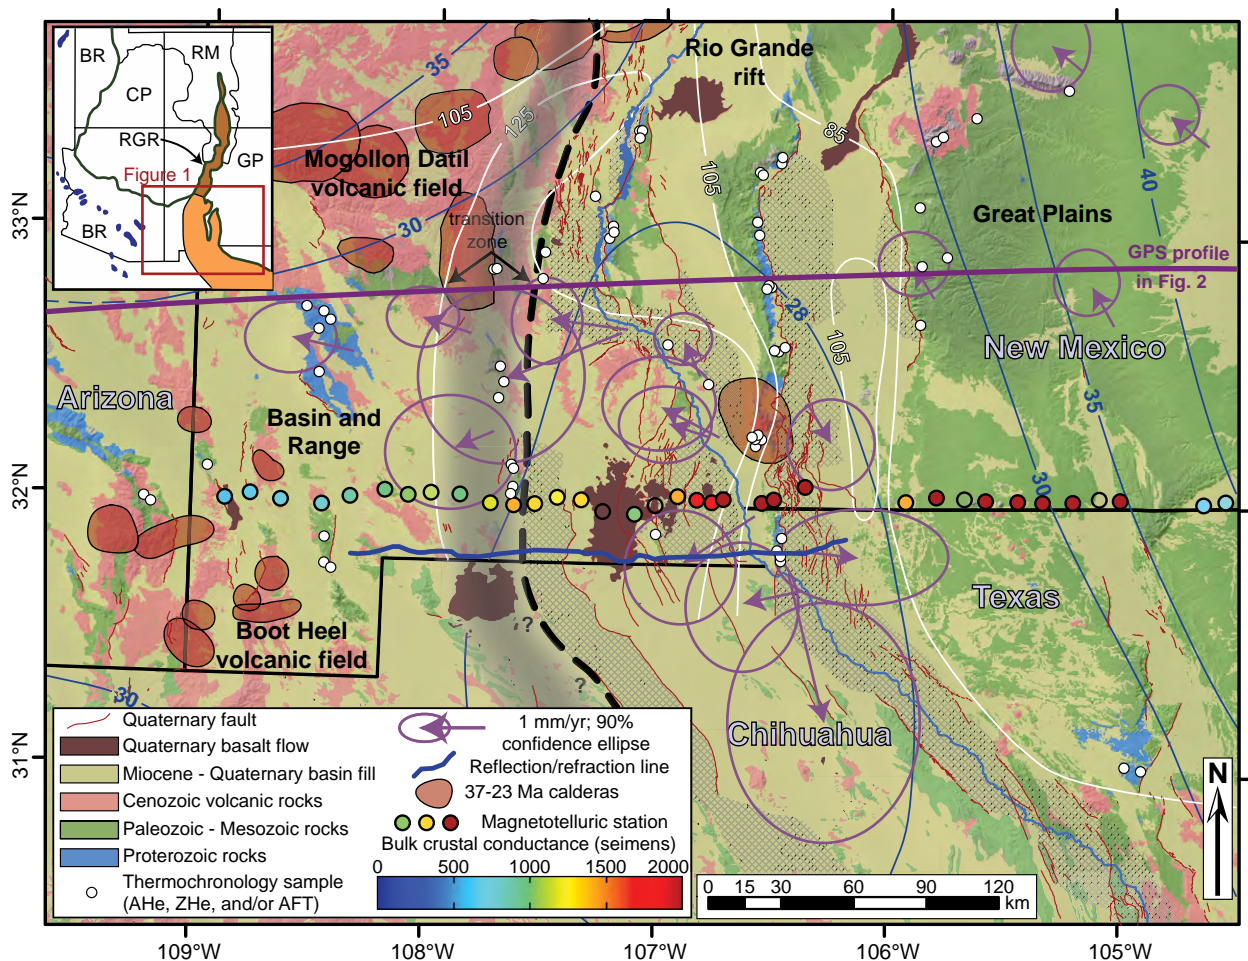 BR
RM
CP
RGR
GP
Figure 1
BR
35
105
125
Rio Grande
rift
85
105
40
Mogollon Datil
volcanic field
30
transition
zone
Great Plains
GPS profile
in Fig. 2
28
105
New Mexico
35
Arizona
Basin and
Range
30
Texas
Boot Heel
volcanic field
?
?
30
Chihuahua
33°N
32°N
31°N
Quaternary fault
Quaternary basalt flow
Miocene - Quaternary basin fill
Cenozoic volcanic rocks
Paleozoic - Mesozoic rocks
Proterozoic rocks
Thermochronology sample
(AHe, ZHe, and/or AFT)
1 mm/yr; 90%
confidence ellipse
Reflection/refraction line
37-23 Ma calderas
Magnetotelluric station
Bulk crustal conductance (seimens)
0 500 1000 1500 2000
N
0 15 30 60 90 120
km
109°W 108°W 107°W 106°W 105°W